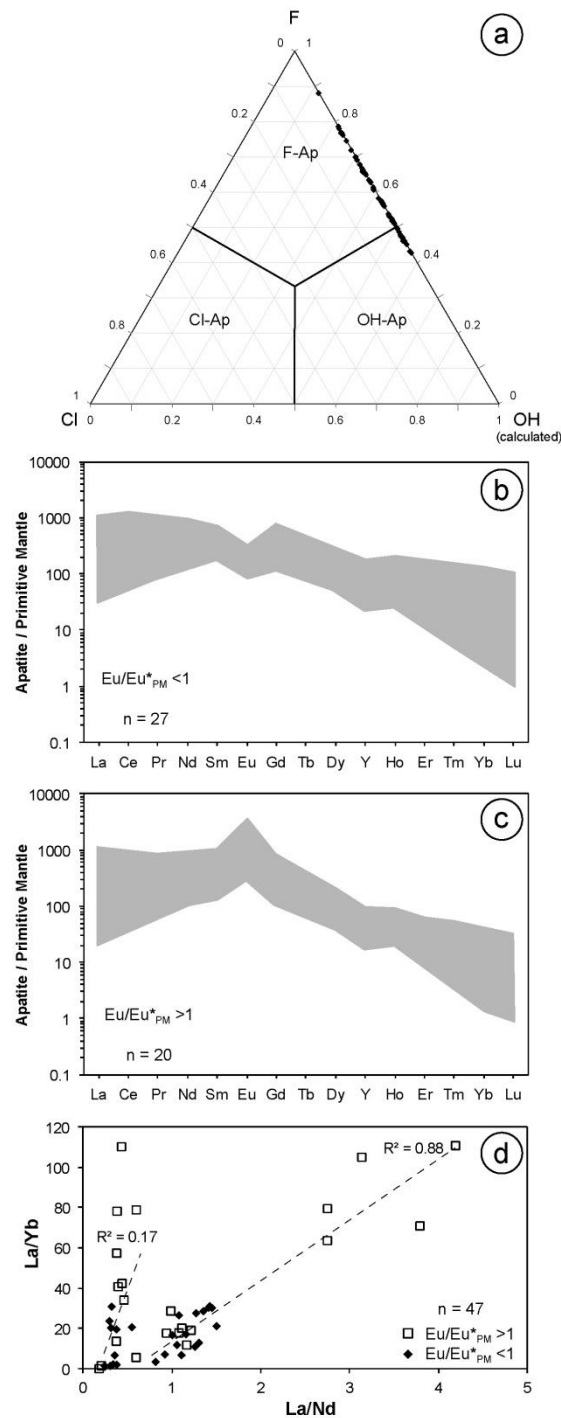 F
a
0 1
0.2 0.8
F-Ap
0.4 0.6
0.6 0.4
Cl-Ap OH-Ap
0.8 0.2
1 0
Cl 0 0.2 0.4 0.6 0.8 1 OH
(calculated)
b
10000
1000
100
10
1
0.1
Apatite / Primitive Mantle
Eu/Eu*PM <1
n = 27
La Ce Pr Nd Sm Eu Gd Tb Dy Y Ho Er Tm Yb Lu
c
10000
1000
100
10
1
0.1
Apatite / Primitive Mantle
Eu/Eu*PM >1
n = 20
La Ce Pr Nd Sm Eu Gd Tb Dy Y Ho Er Tm Yb Lu
d
120
100
80
60
40
20
0
La/Yb
R² = 0.88
R² = 0.17
n = 47
Eu/Eu*PM >1
Eu/Eu*PM <1
0 1 2 3 4 5
La/Nd